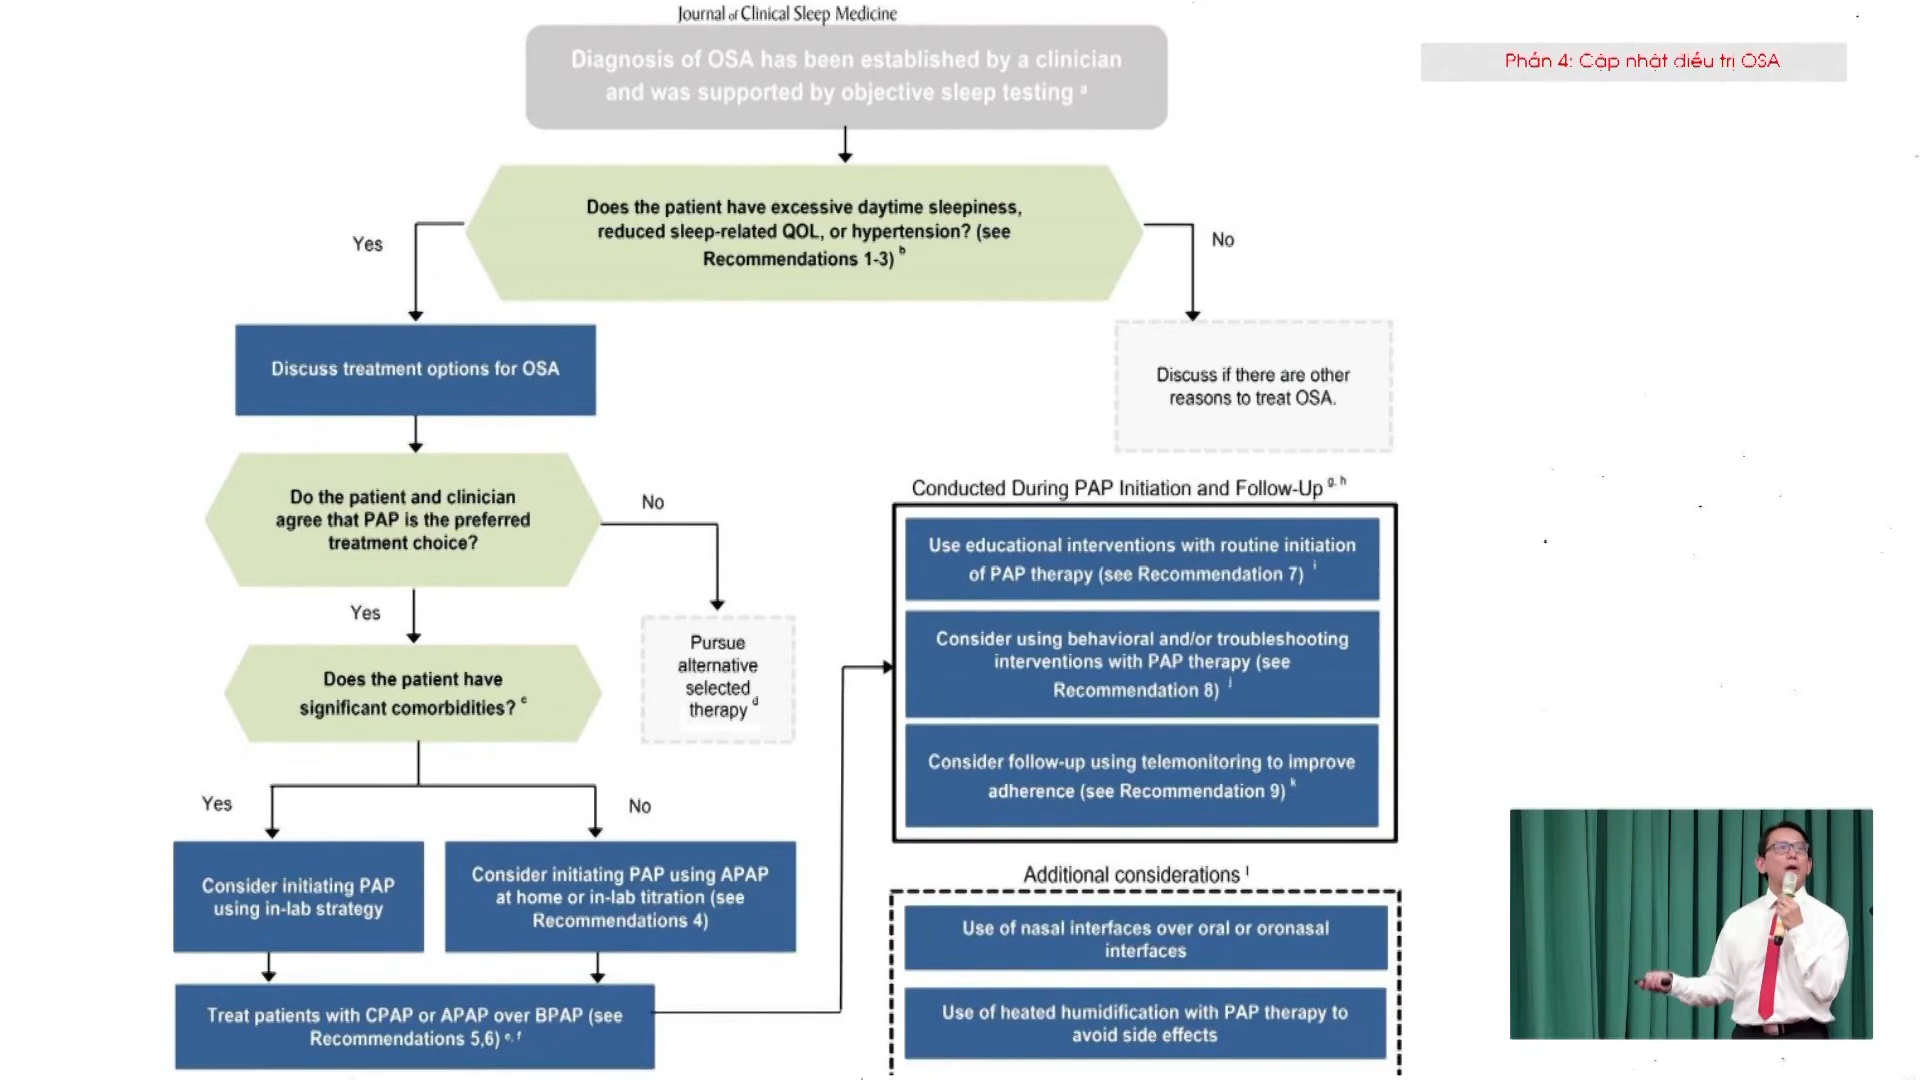 Journal of Clinical Sleep Medicine
Phần 4: Cập nhật điều trị OSA
Diagnosis of OSA has been established by a clinician
and was supported by objective sleep testing a
Does the patient have excessive daytime sleepiness,
reduced sleep-related QOL, or hypertension? (see
Recommendations 1-3) b
Yes
No
Discuss treatment options for OSA
Discuss if there are other
reasons to treat OSA.
Do the patient and clinician
agree that PAP is the preferred
treatment choice?
No
Yes
Pursue
alternative
selected
therapy d
Does the patient have
significant comorbidities? c
Yes
No
Consider initiating PAP
using in-lab strategy
Consider initiating PAP using APAP
at home or in-lab titration (see
Recommendations 4)
Treat patients with CPAP or APAP over BPAP (see
Recommendations 5,6) e, f
Conducted During PAP Initiation and Follow-Up g, h
Use educational interventions with routine initiation
of PAP therapy (see Recommendation 7) i
Consider using behavioral and/or troubleshooting
interventions with PAP therapy (see
Recommendation 8) j
Consider follow-up using telemonitoring to improve
adherence (see Recommendation 9) k
Additional considerations l
Use of nasal interfaces over oral or oronasal
interfaces
Use of heated humidification with PAP therapy to
avoid side effects